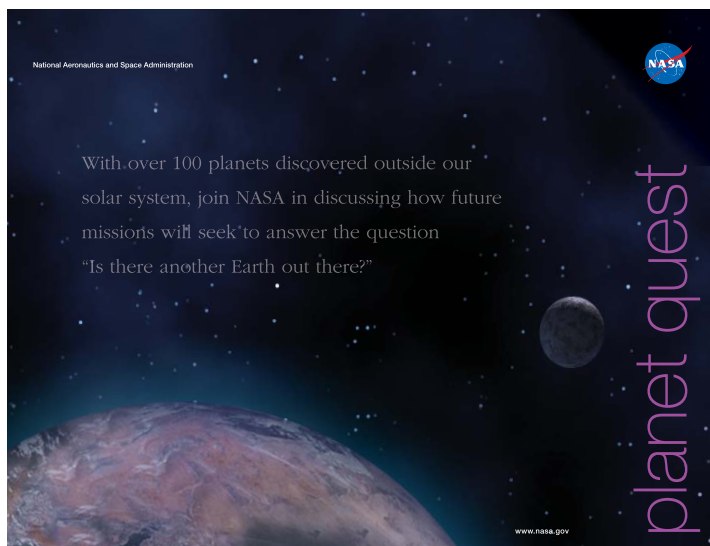 National Aeronautics and Space Administration
NASA
With over 100 planets discovered outside our
solar system, join NASA in discussing how future
missions will seek to answer the question
“Is there another Earth out there?”
planet quest
www.nasa.gov